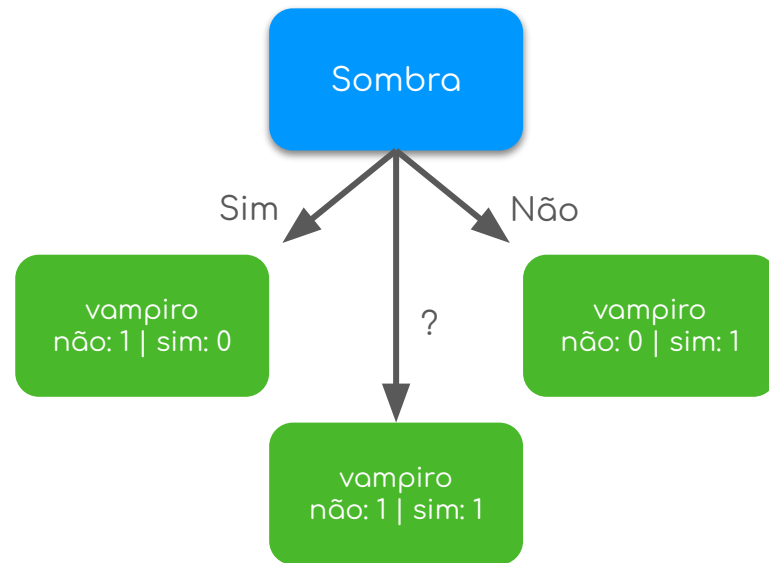 Sombra
Sim
Não
vampiro
não: 1 | sim: 0
?
vampiro
não: 0 | sim: 1
vampiro
não: 1 | sim: 1